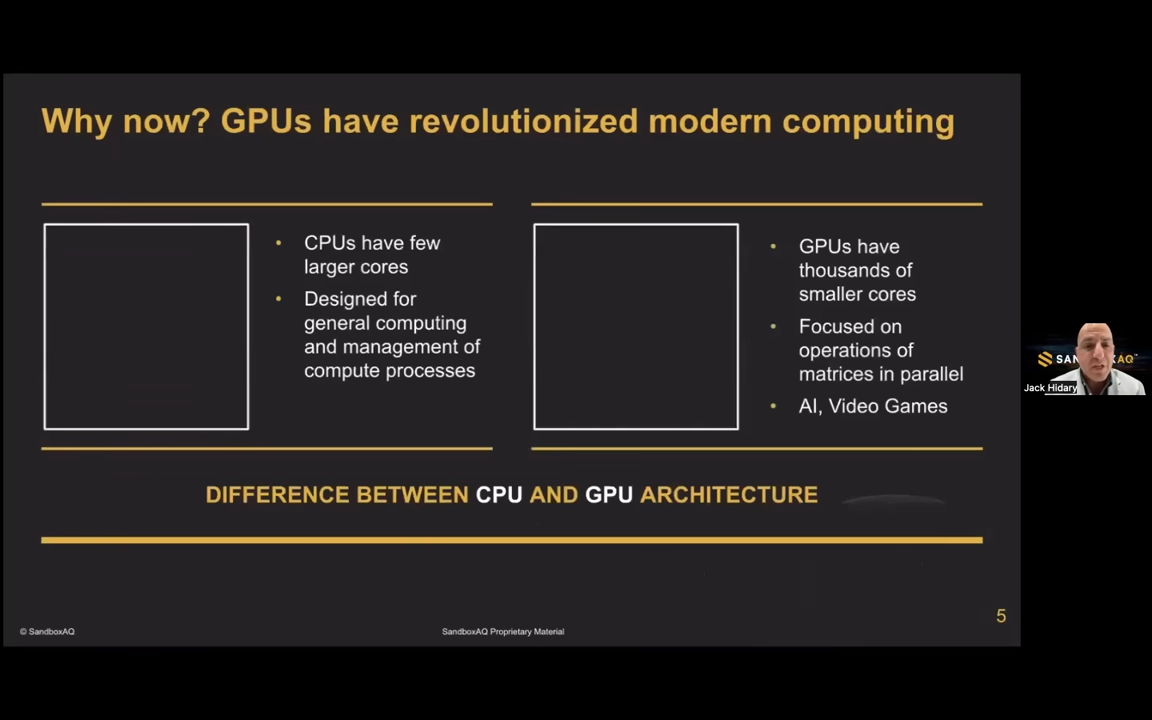 Why now? GPUs have revolutionized modern computing
• CPUs have few
larger cores
• Designed for
general computing
and management of
compute processes
• GPUs have
thousands of
smaller cores
• Focused on
operations of
matrices in parallel
• AI, Video Games
DIFFERENCE BETWEEN CPU AND GPU ARCHITECTURE
5
© SandboxAQ
SandboxAQ Proprietary Material
Jack Hidary